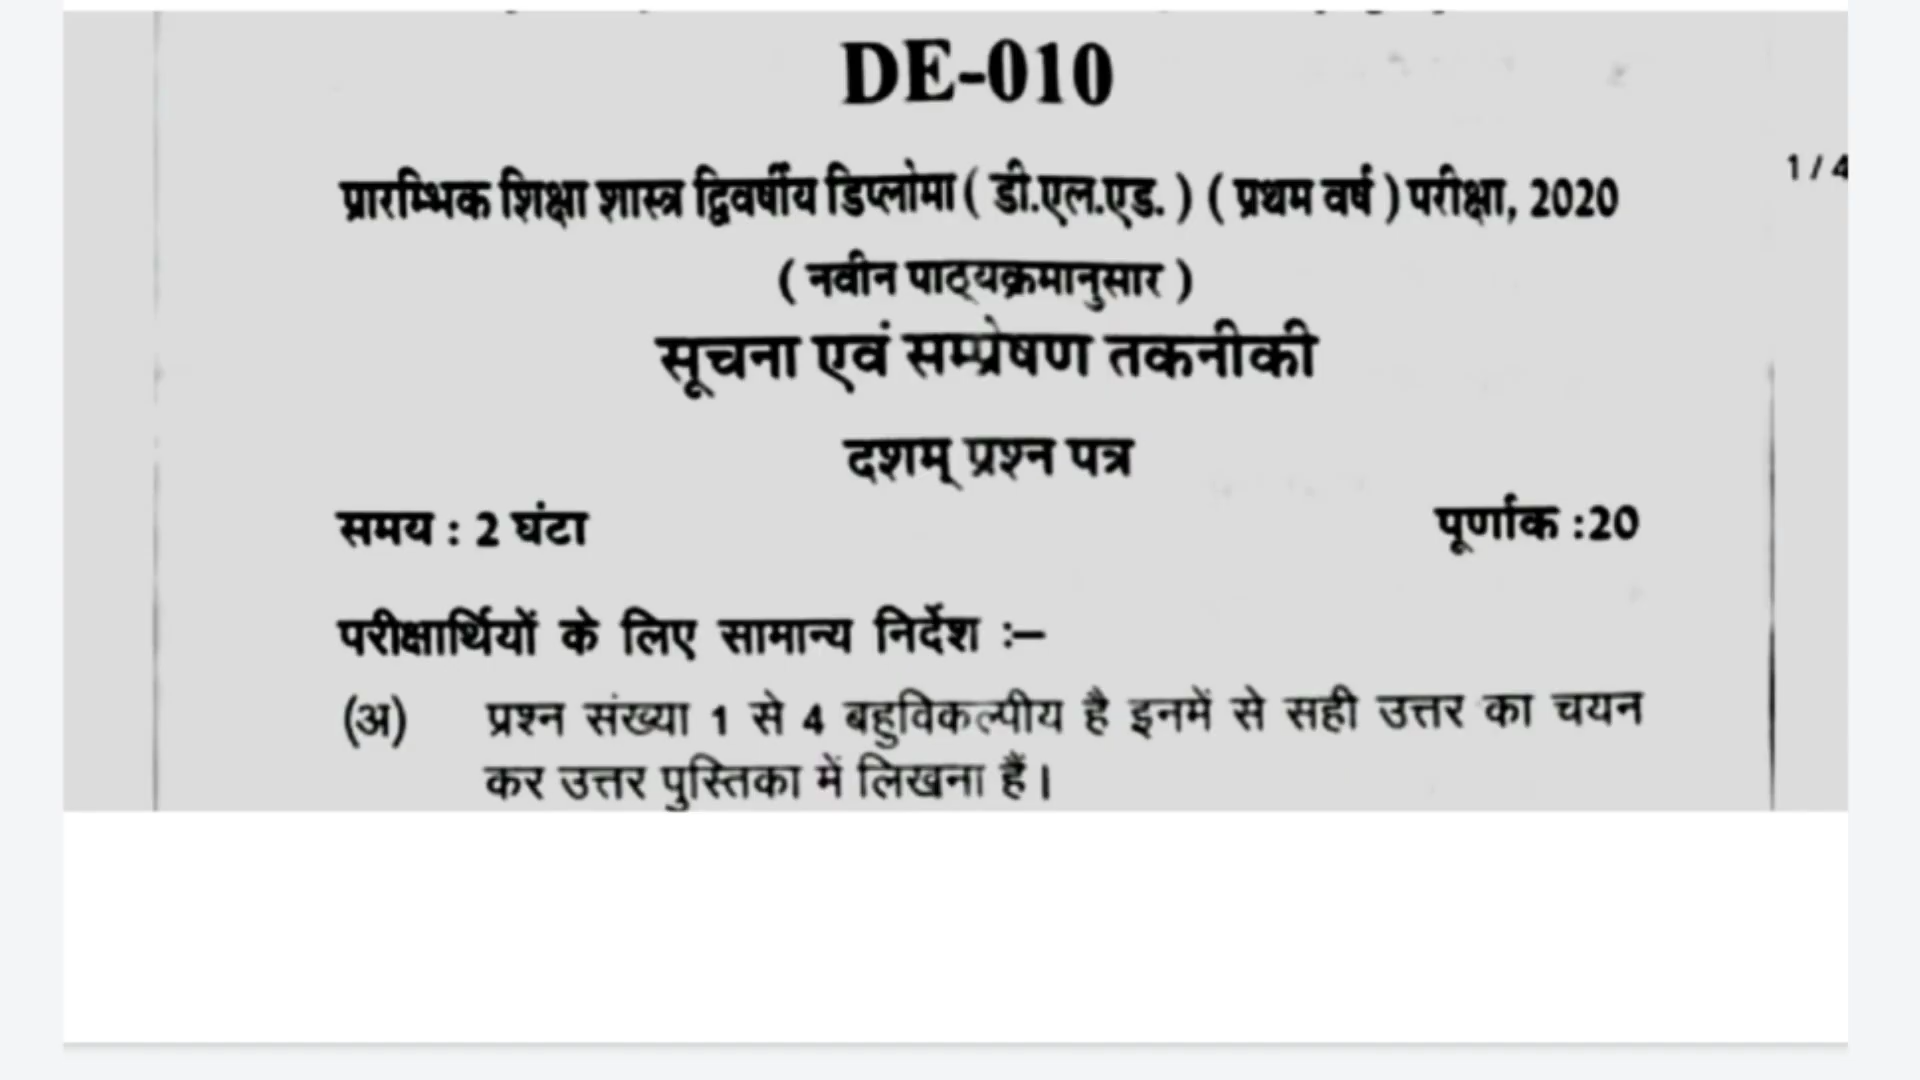 DE-010
1 / 4
प्रारम्भिक शिक्षा शास्त्र द्विवर्षीय डिप्लोमा ( डी.एल.एड. ) ( प्रथम वर्ष ) परीक्षा, 2020
( नवीन पाठ्यक्रमानुसार )
सूचना एवं सम्प्रेषण तकनीकी
दशम् प्रश्न पत्र
समय : 2 घंटा पूर्णाक :20
परीक्षार्थियों के लिए सामान्य निर्देश :–
(अ) प्रश्न संख्या 1 से 4 बहुविकल्पीय है इनमें से सही उत्तर का चयन
कर उत्तर पुस्तिका में लिखना हैं।